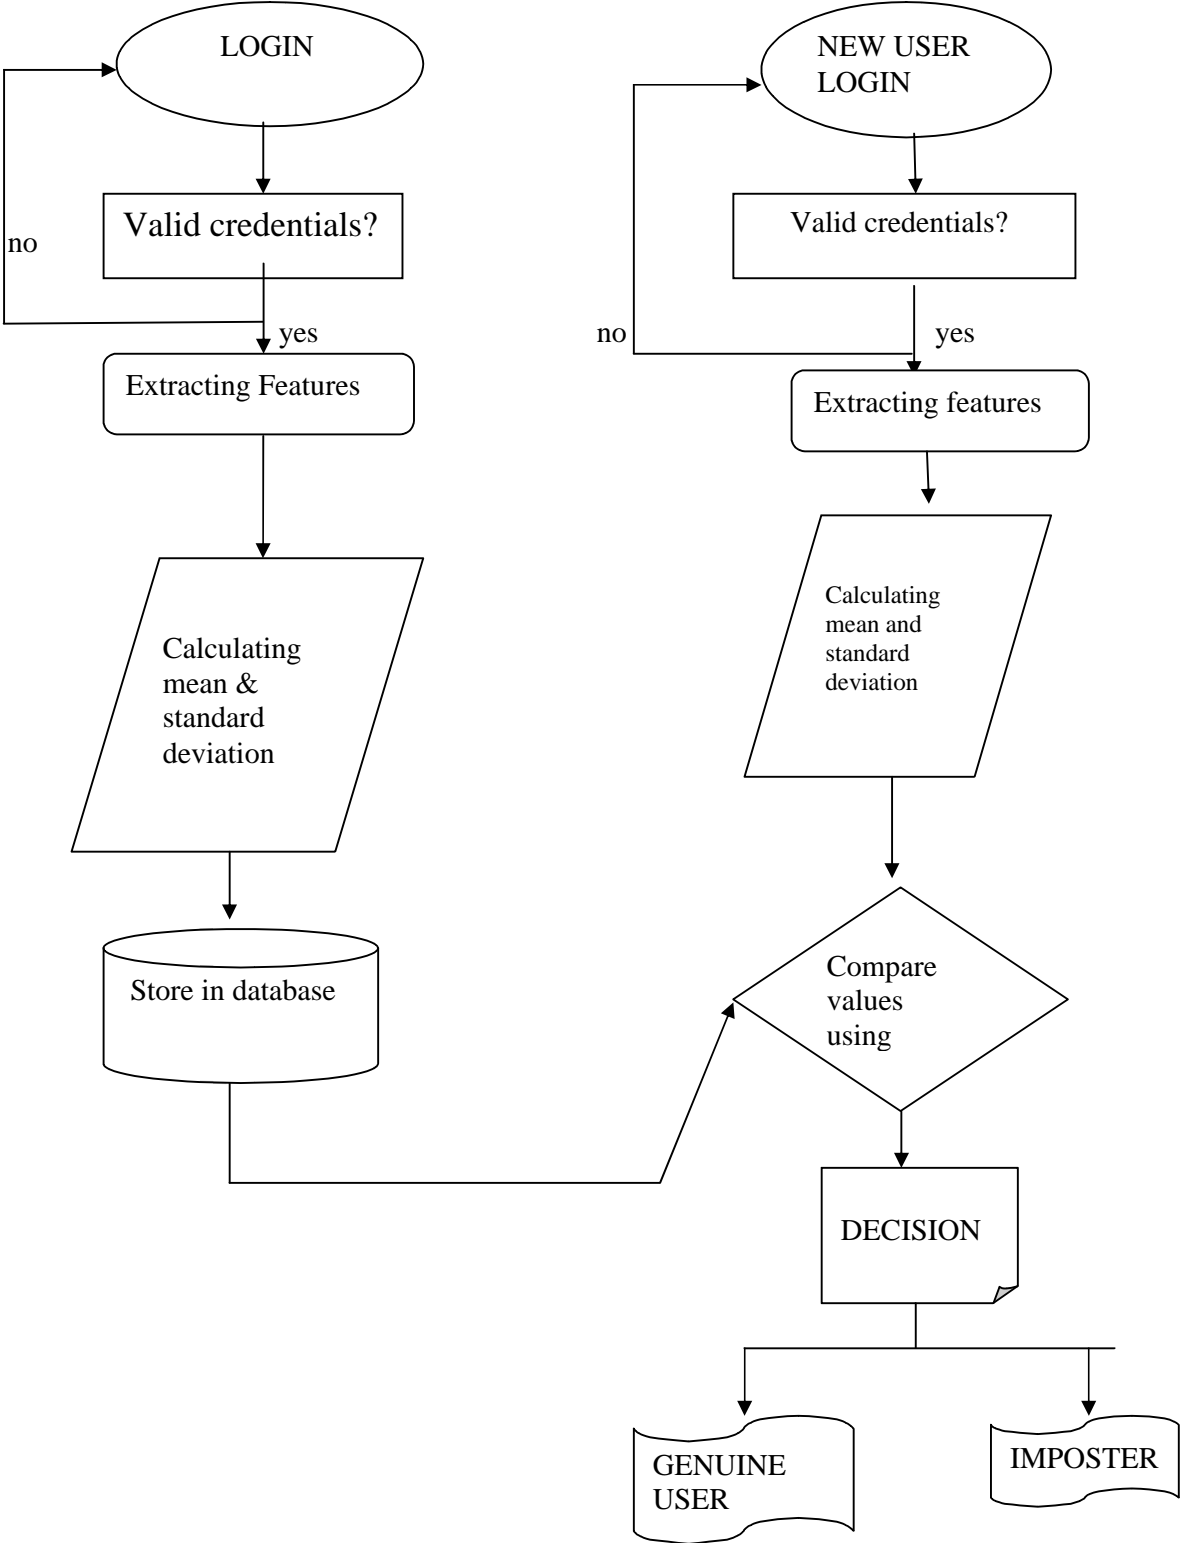 LOGIN
Valid credentials?
no
yes
Extracting Features
Calculating
mean &
standard
deviation
Store in database
NEW USER
LOGIN
Valid credentials?
no
yes
Extracting features
Calculating
mean and
standard
deviation
Compare
values
using
DECISION
GENUINE
USER
IMPOSTER